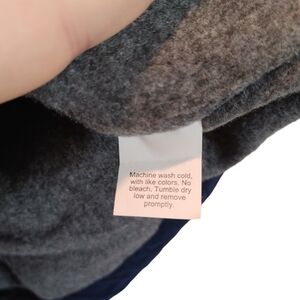 Machine wash cold,
with like colors. No
bleach. Tumble dry
low and remove
promptly.